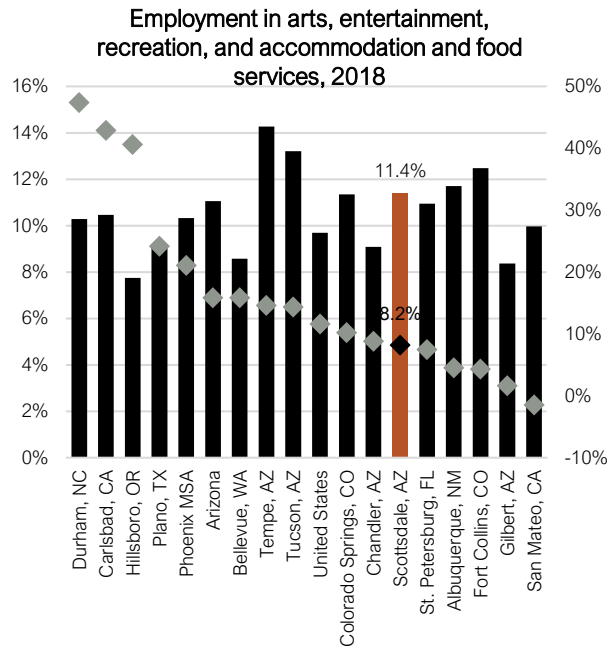 Employment in arts, entertainment,
recreation, and accommodation and food
services, 2018
16%
14%
12%
10%
8%
6%
4%
2%
0%
50%
40%
30%
20%
10%
0%
-10%
11.4%
8.2%
Durham, NC
Carlsbad, CA
Hillsboro, OR
Plano, TX
Phoenix MSA
Arizona
Bellevue, WA
Tempe, AZ
Tucson, AZ
United States
Colorado Springs, CO
Chandler, AZ
Scottsdale, AZ
St. Petersburg, FL
Albuquerque, NM
Fort Collins, CO
Gilbert, AZ
San Mateo, CA